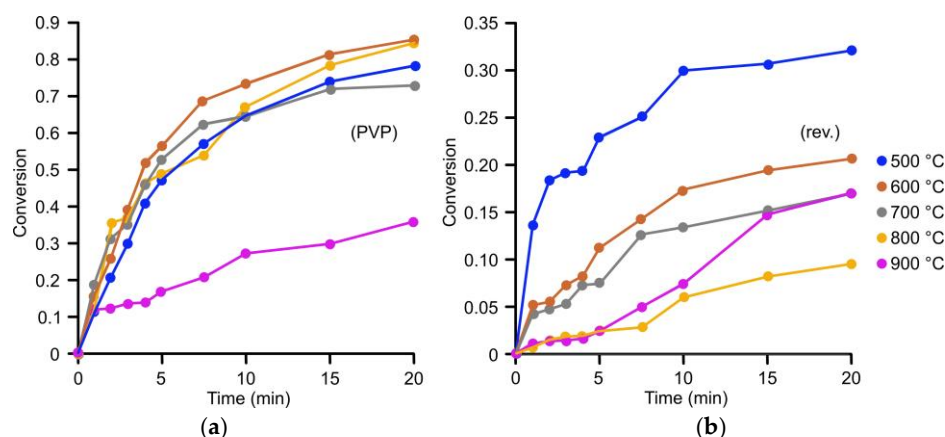 0.9
0.8
0.7
0.6
0.5
0.4
0.3
0.2
0.1
0
Conversion
(PVP)
0 5 10 15 20
Time (min)
(a)
0.35
0.30
0.25
0.20
0.15
0.10
0.05
0
Conversion
(rev.)
0 5 10 15 20
Time (min)
(b)
500 °C
600 °C
700 °C
800 °C
900 °C